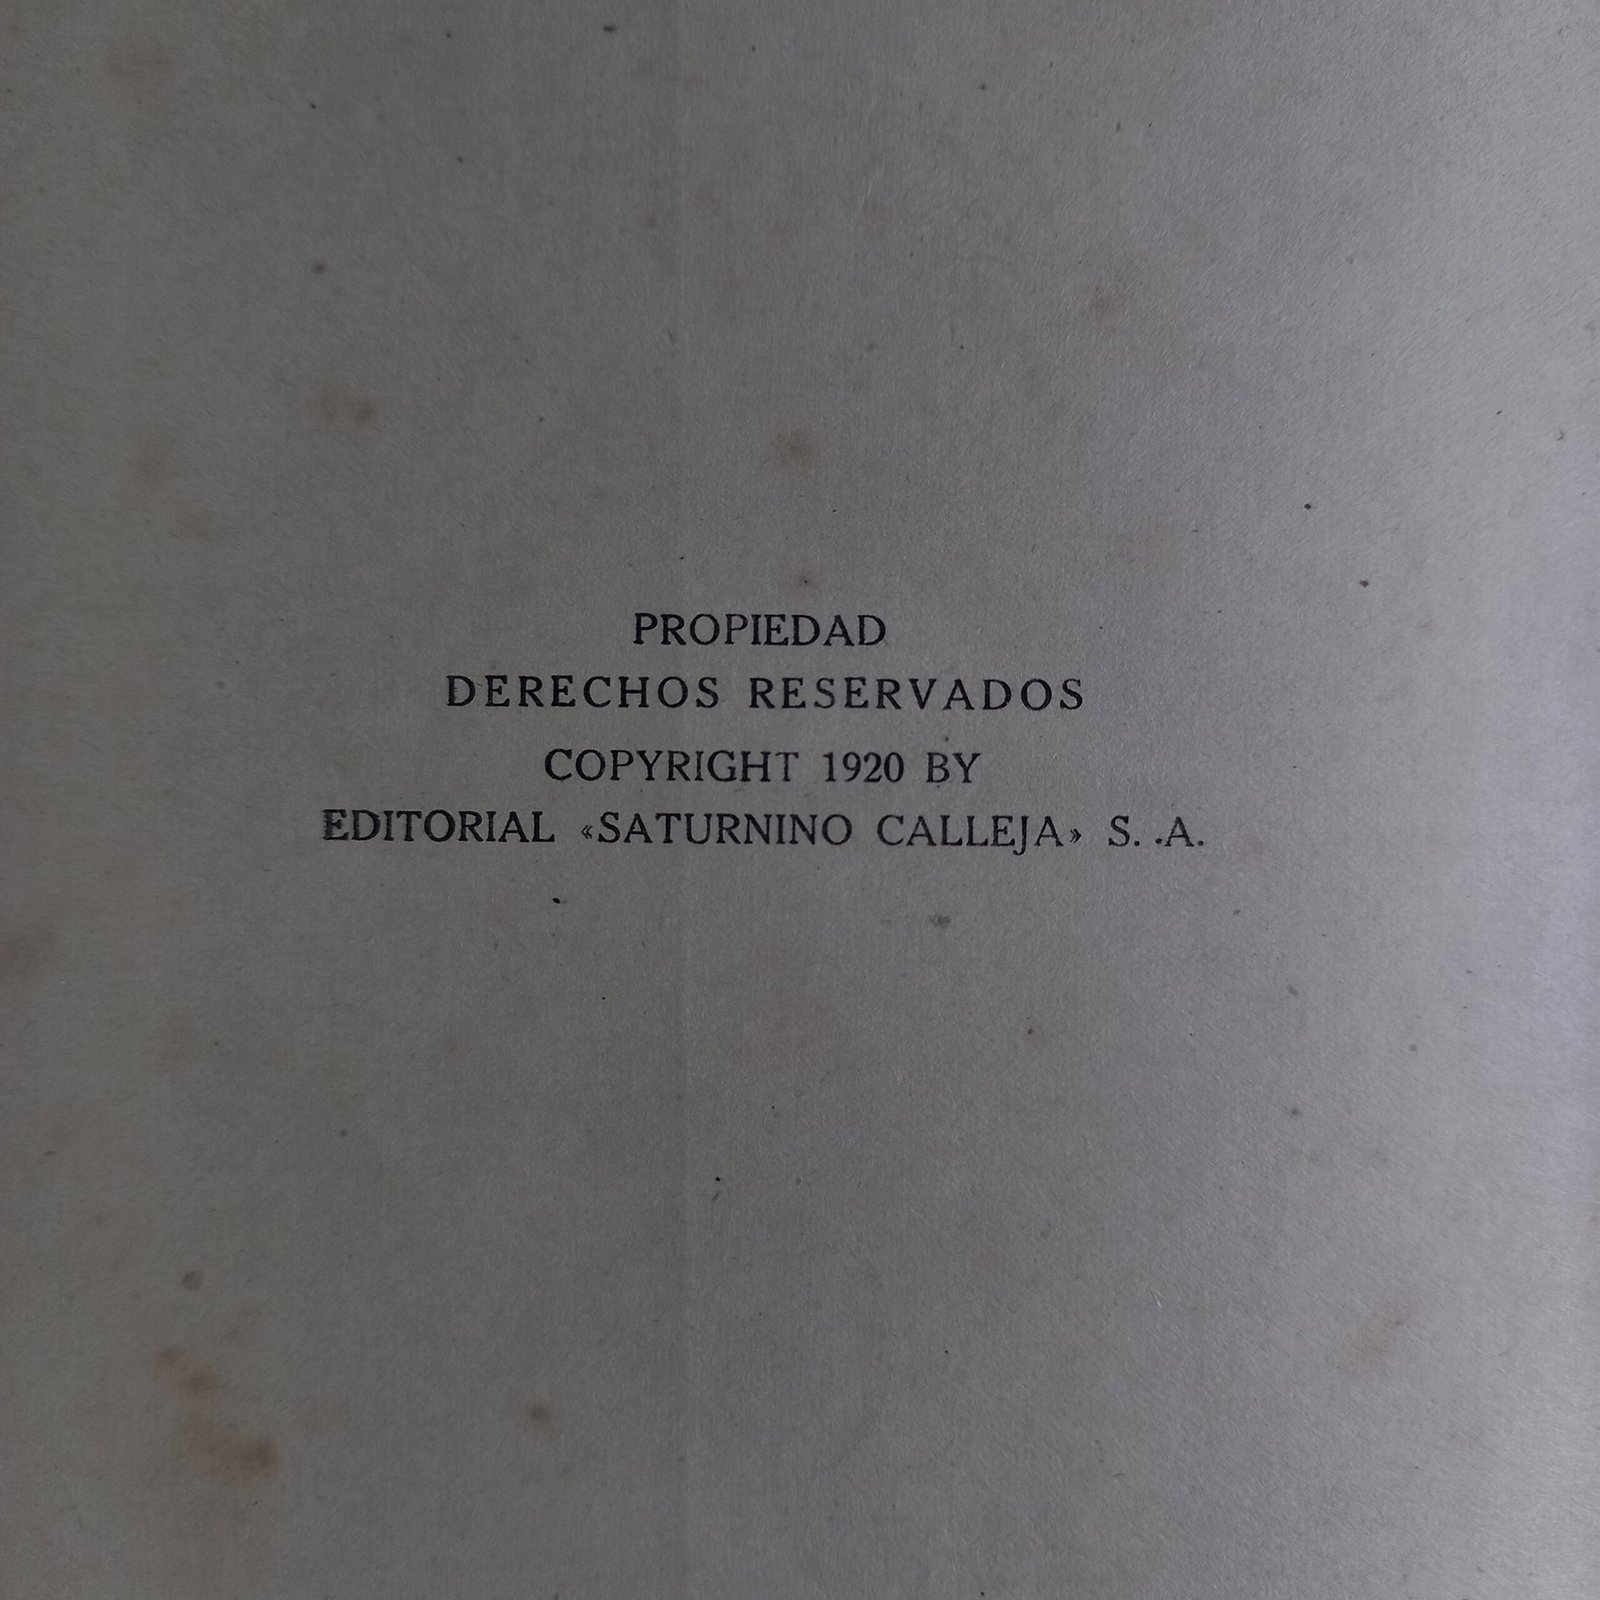 PROPIEDAD
DERECHOS RESERVADOS
COPYRIGHT 1920 BY
EDITORIAL «SATURNINO CALLEJA» S. .A.